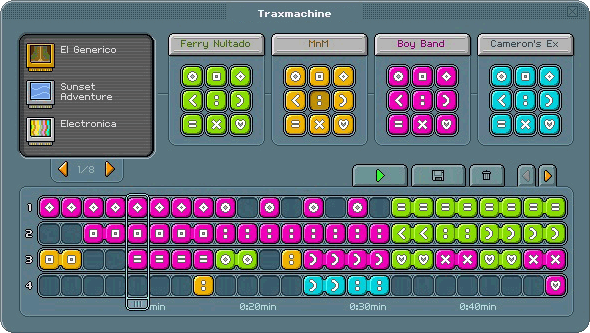 Traxmachine
El Generico
Sunset
Adventure
Electronica
1/8
Ferry Nultado
MnM
Boy Band
Cameron's Ex
1
2
3
4
min
0:20min
0:30min
0:40min